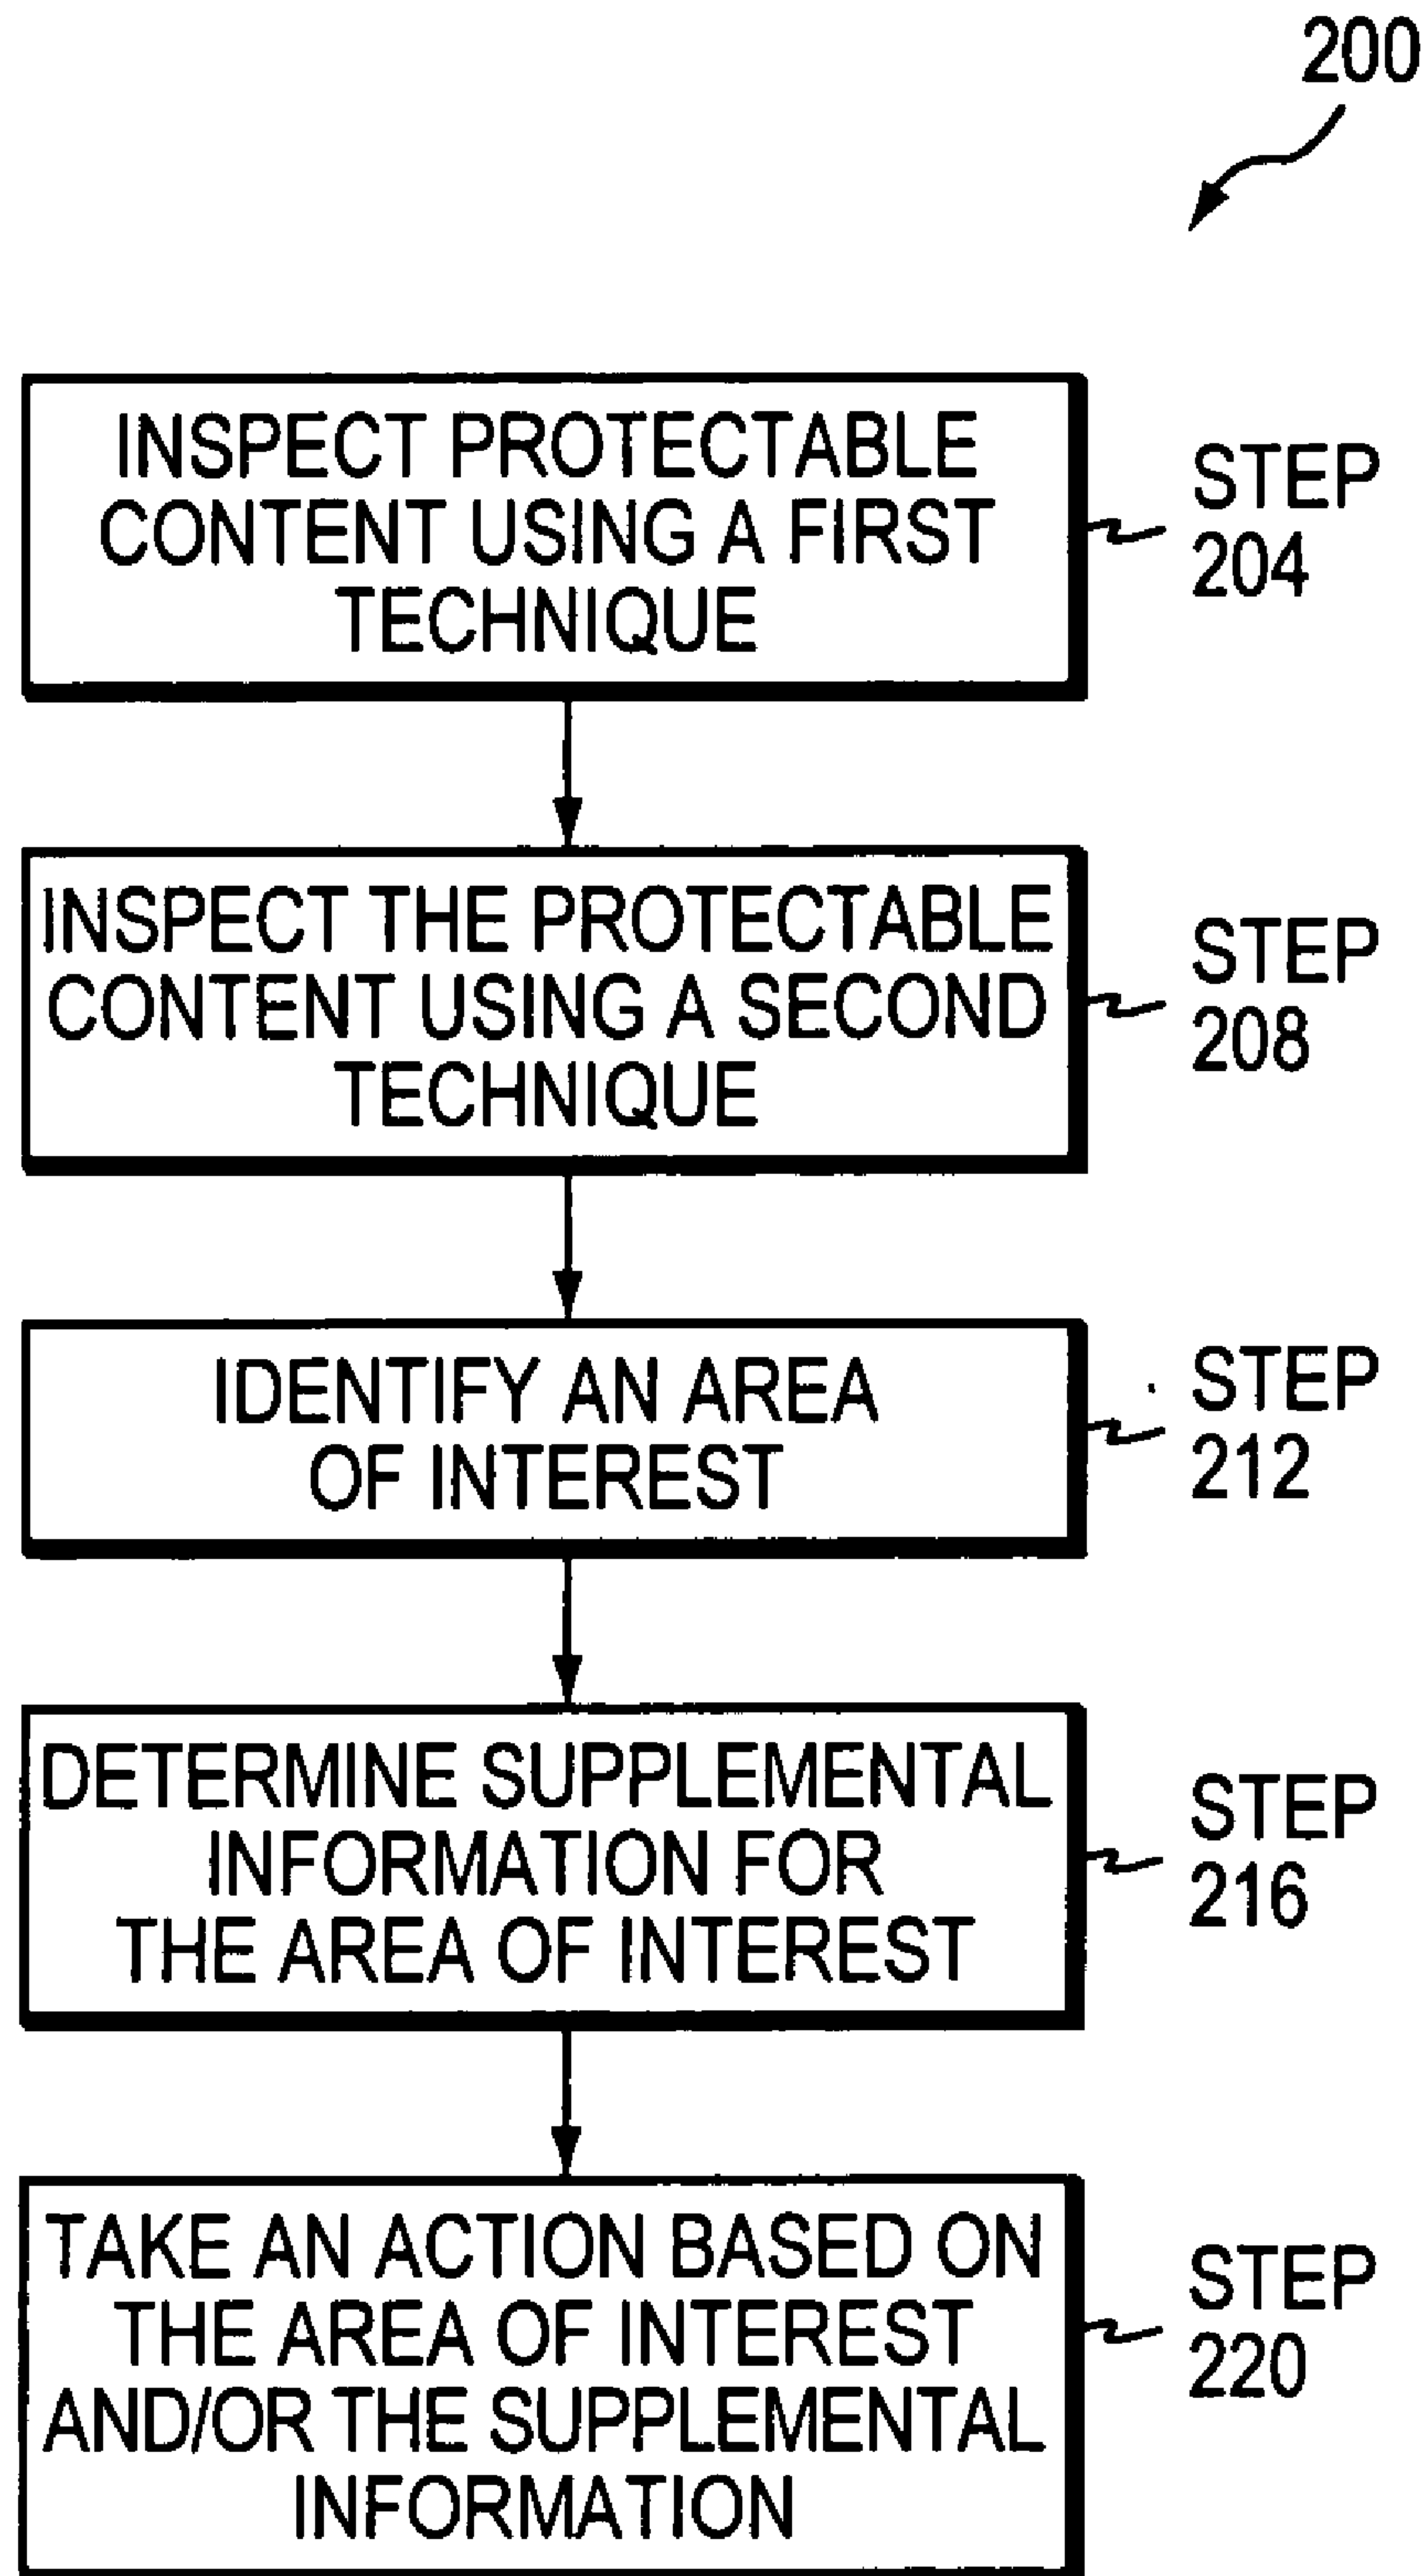 200
INSPECT PROTECTABLE
CONTENT USING A FIRST
TECHNIQUE
STEP
204
INSPECT THE PROTECTABLE
CONTENT USING A SECOND
TECHNIQUE
STEP
208
IDENTIFY AN AREA
OF INTEREST
STEP
212
DETERMINE SUPPLEMENTAL
INFORMATION FOR
THE AREA OF INTEREST
STEP
216
TAKE AN ACTION BASED ON
THE AREA OF INTEREST
AND/OR THE SUPPLEMENTAL
INFORMATION
STEP
220